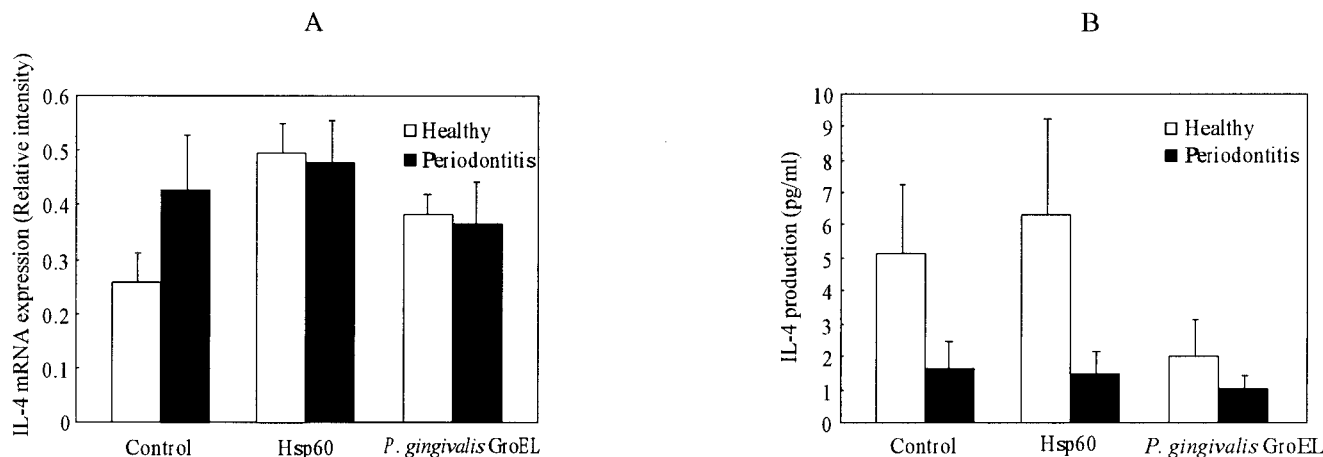 A
IL-4 mRNA expression (Relative intensity)
0.6
0.5
0.4
0.3
0.2
0.1
0
Healthy
Periodontitis
Control
Hsp60
P. gingivalis GroEL
B
IL-4 production (pg/ml)
10
9
8
7
6
5
4
3
2
1
0
Healthy
Periodontitis
Control
Hsp60
P. gingivalis GroEL